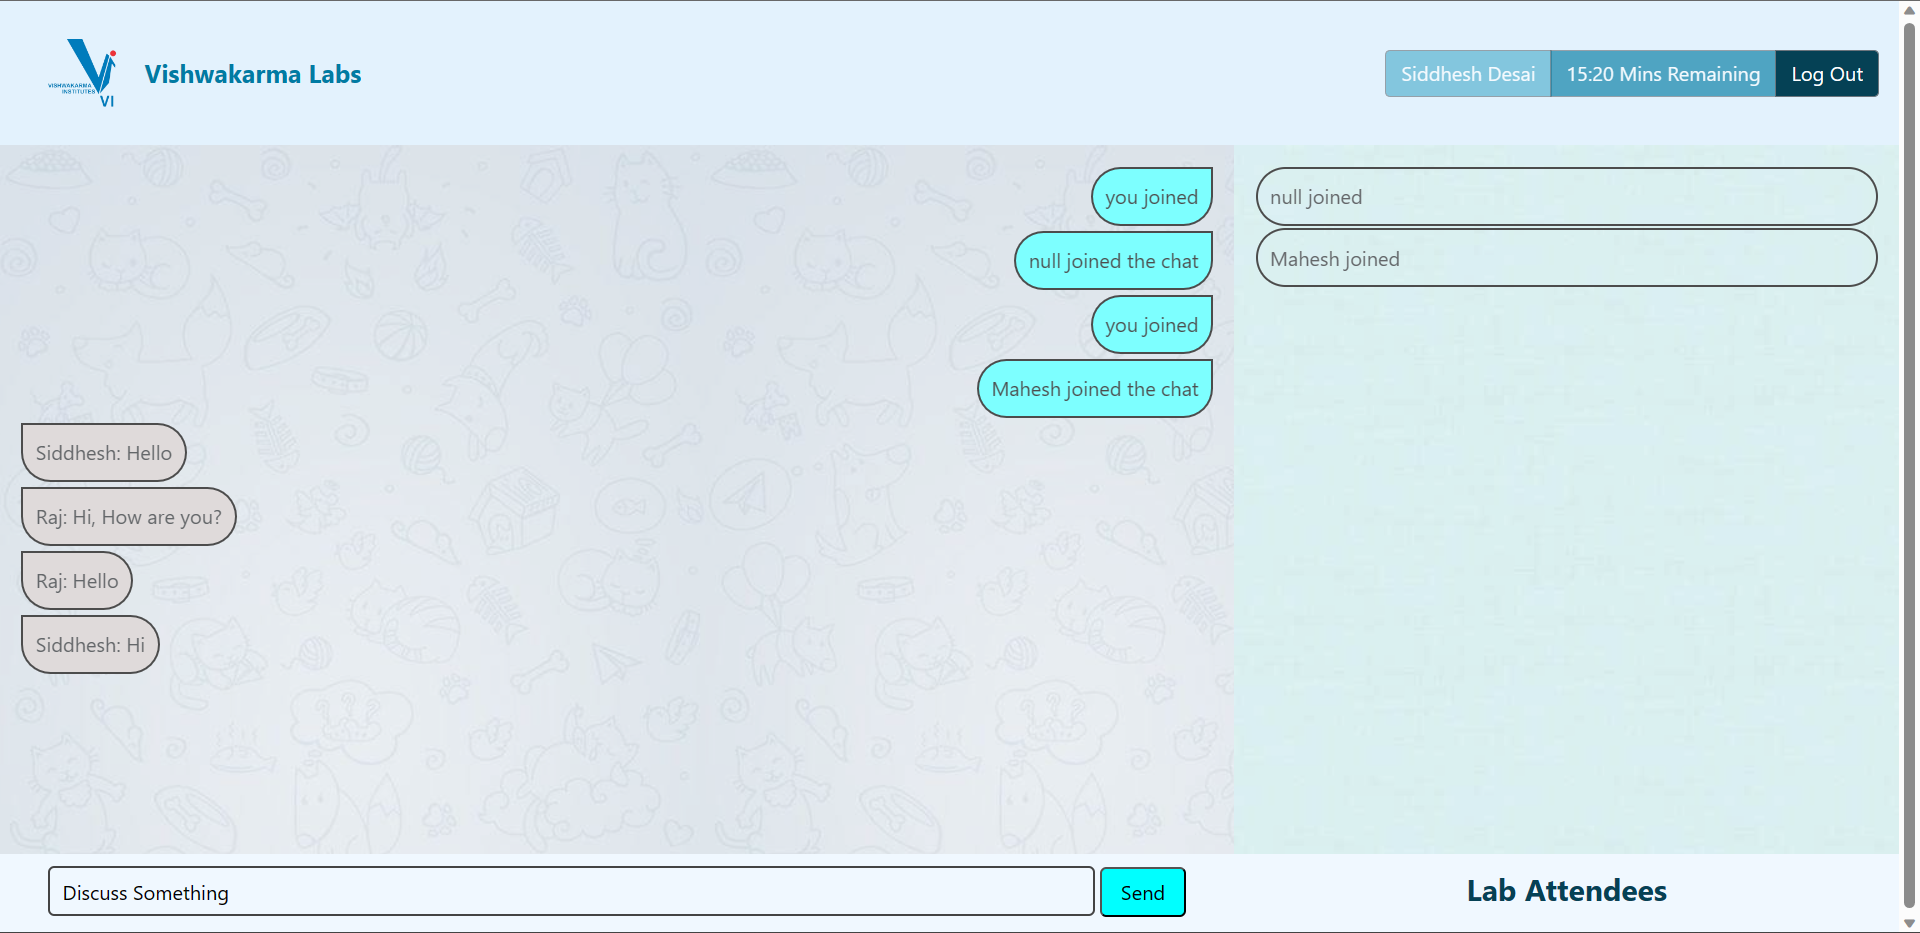 VISHWAKARMA
INSTITUTES
VI
Vishwakarma Labs
Siddhesh Desai
15:20 Mins Remaining
Log Out
you joined
null joined the chat
you joined
Mahesh joined the chat
Siddhesh: Hello
Raj: Hi, How are you?
Raj: Hello
Siddhesh: Hi
null joined
Mahesh joined
Discuss Something
Send
Lab Attendees